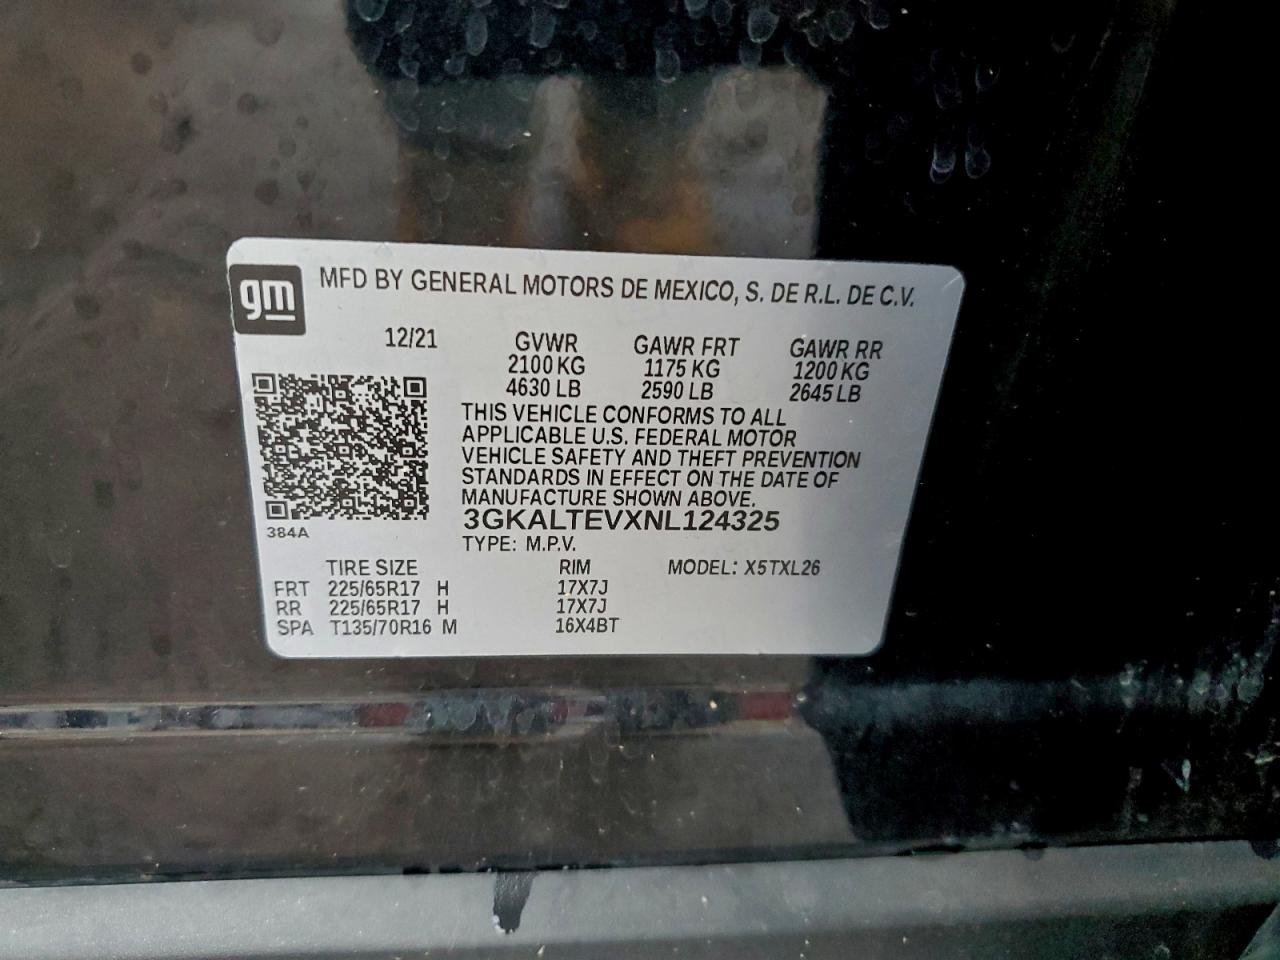 gm
MFD BY GENERAL MOTORS DE MEXICO, S. DE R.L. DE C.V.
12/21 GVWR GAWR FRT GAWR RR
2100 KG 1175 KG 1200 KG
4630 LB 2590 LB 2645 LB
THIS VEHICLE CONFORMS TO ALL
APPLICABLE U.S. FEDERAL MOTOR
VEHICLE SAFETY AND THEFT PREVENTION
STANDARDS IN EFFECT ON THE DATE OF
MANUFACTURE SHOWN ABOVE.
3GKALTEVXNL124325
384A
TYPE: M.P.V.
TIRE SIZE RIM MODEL: X5TXL26
FRT 225/65R17 H 17X7J
RR 225/65R17 H 17X7J
SPA T135/70R16 M 16X4BT